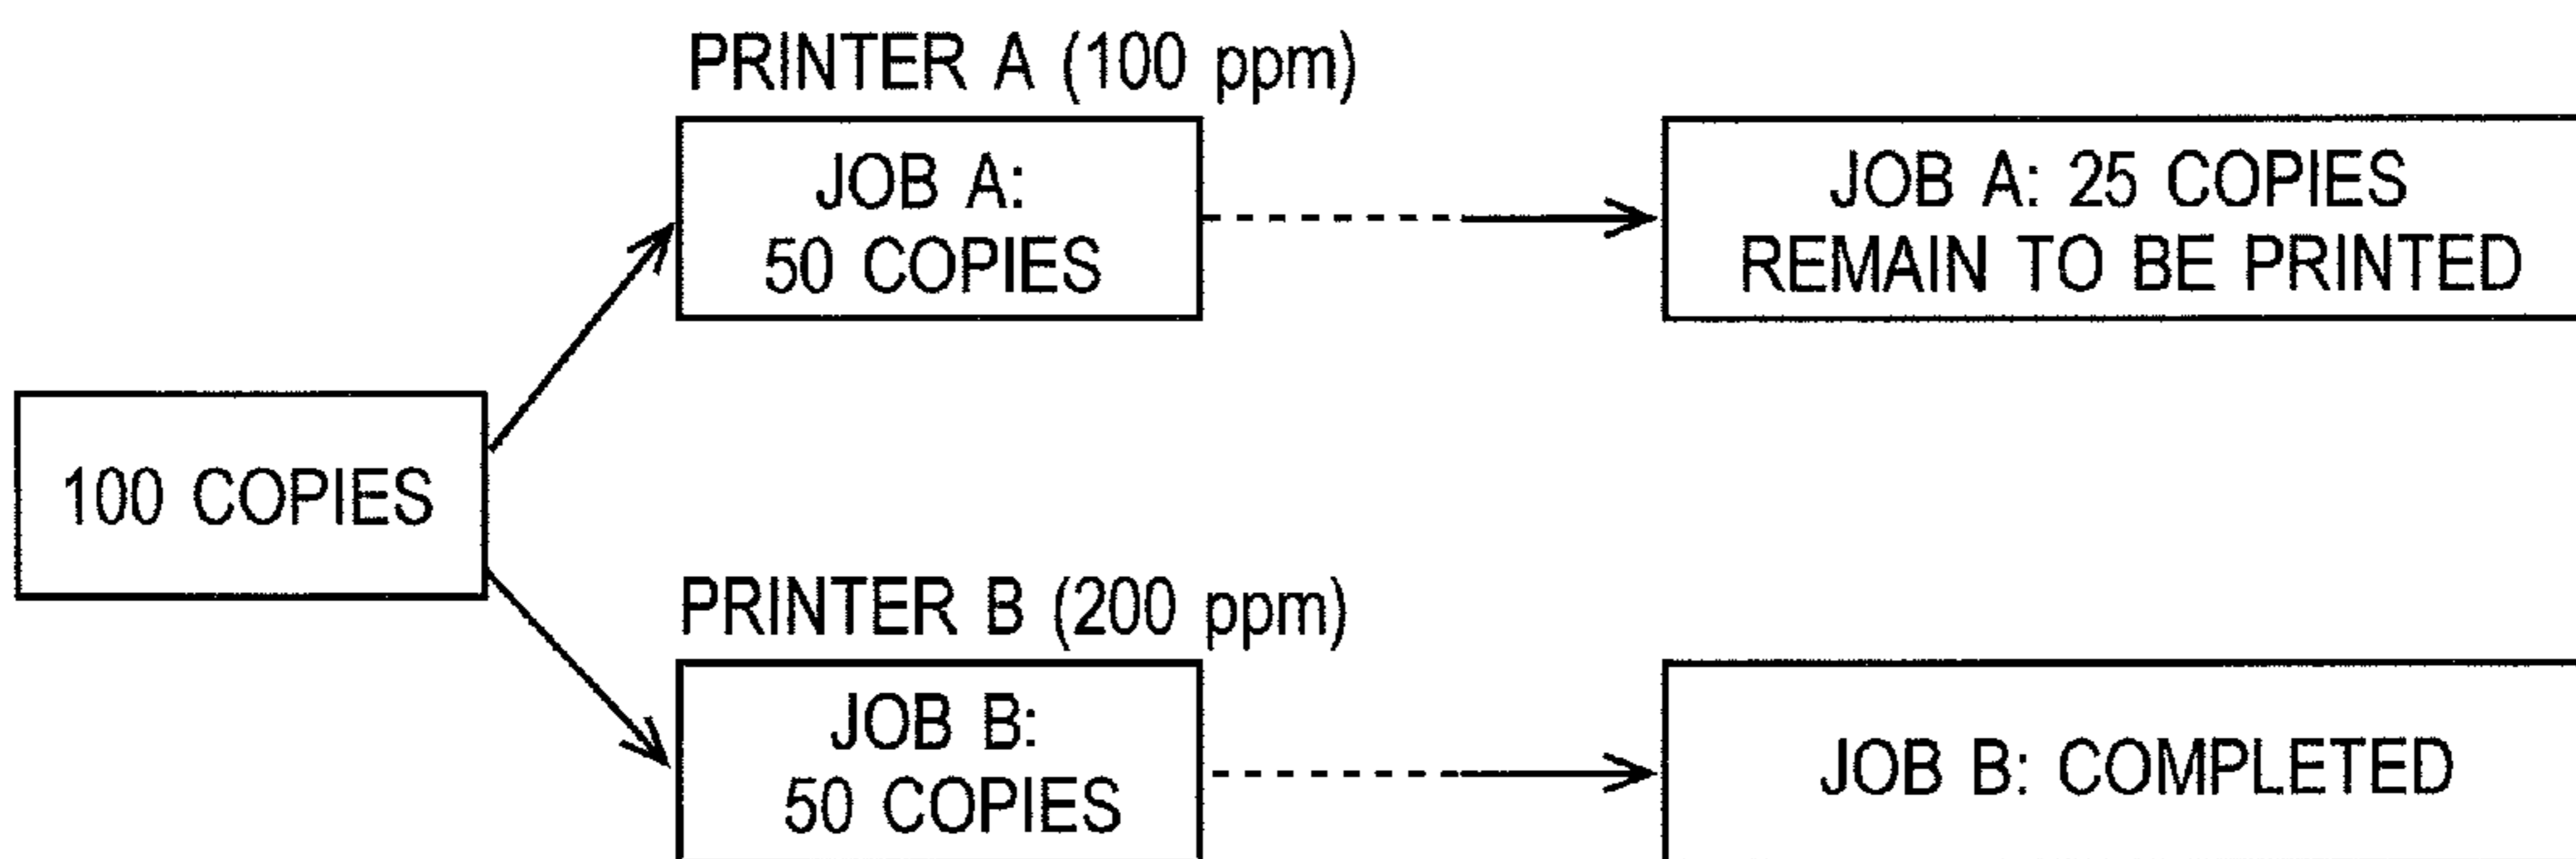 PRINTER A (100 ppm)
JOB A:
50 COPIES
JOB A: 25 COPIES
REMAIN TO BE PRINTED
100 COPIES
PRINTER B (200 ppm)
JOB B:
50 COPIES
JOB B: COMPLETED